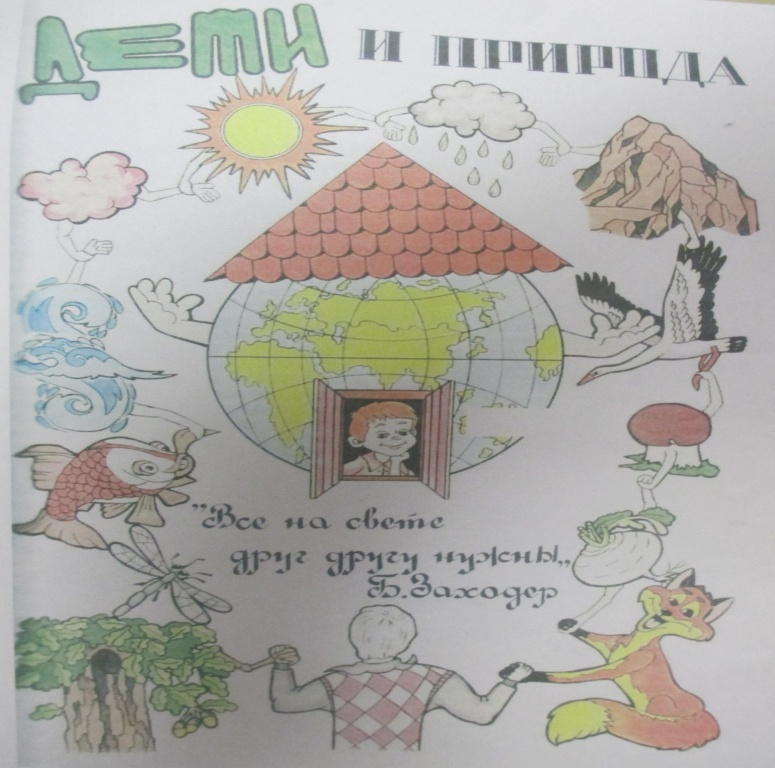 ДЕТИ И ПРИРОДА
"Все на свете
друг другу нужны„
Б. Заходер